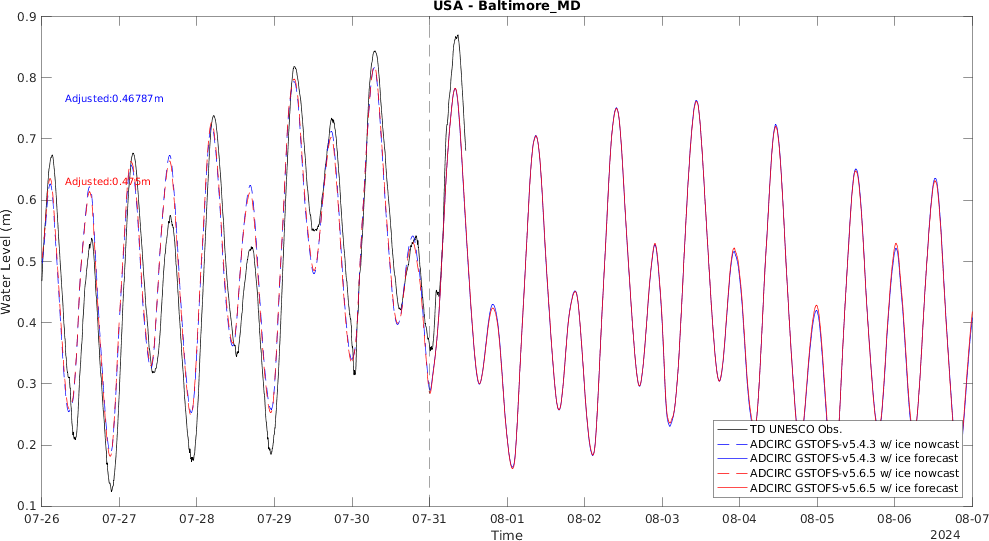 USA - Baltimore_MD
0.9
0.8
0.7
0.6
0.5
0.4
0.3
0.2
0.1
Water Level (m)
Adjusted:0.46787m
Adjusted:0.475m
TD UNESCO Obs.
ADCIRC GSTOFS-v5.4.3 w/ ice nowcast
ADCIRC GSTOFS-v5.4.3 w/ ice forecast
ADCIRC GSTOFS-v5.6.5 w/ ice nowcast
ADCIRC GSTOFS-v5.6.5 w/ ice forecast
07-26 07-27 07-28 07-29 07-30 07-31 08-01 08-02 08-03 08-04 08-05 08-06 08-07
Time
2024